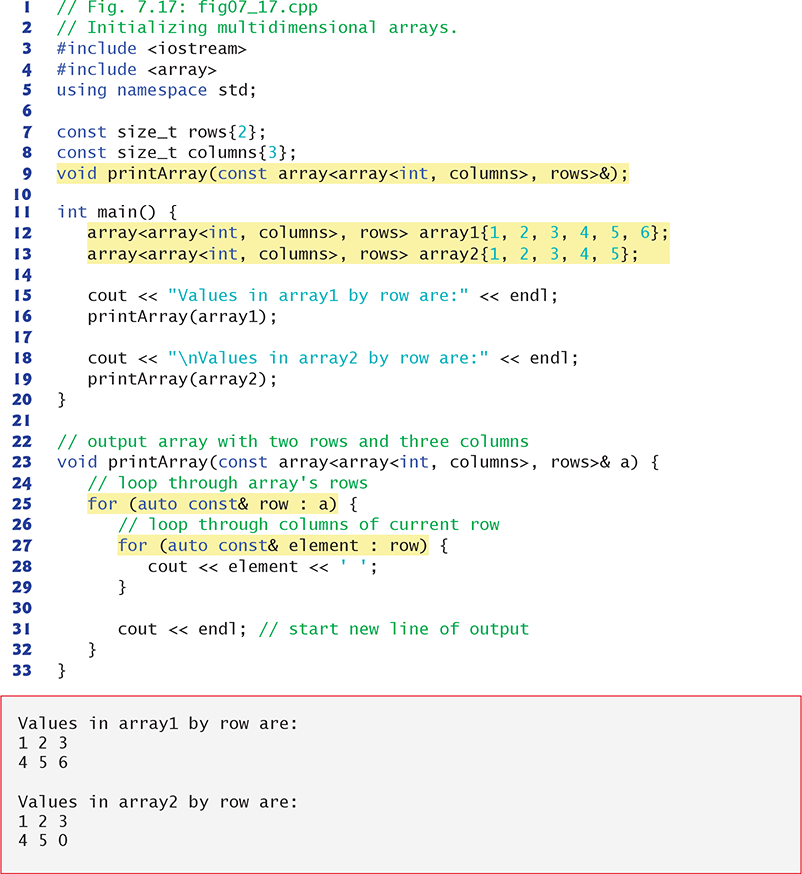 1 // Fig. 7.17: fig07_17.cpp
2 // Initializing multidimensional arrays.
3 #include <iostream>
4 #include <array>
5 using namespace std;
6
7 const size_t rows{2};
8 const size_t columns{3};
9 void printArray(const array<array<int, columns>, rows>&);
10
11 int main() {
12    array<array<int, columns>, rows> array1{1, 2, 3, 4, 5, 6};
13    array<array<int, columns>, rows> array2{1, 2, 3, 4, 5};
14
15    cout << "Values in array1 by row are:" << endl;
16    printArray(array1);
17
18    cout << "\nValues in array2 by row are:" << endl;
19    printArray(array2);
20 }
21
22 // output array with two rows and three columns
23 void printArray(const array<array<int, columns>, rows>& a) {
24    // loop through array's rows
25    for (auto const& row : a) {
26       // loop through columns of current row
27       for (auto const& element : row) {
28          cout << element << ' ';
29       }
30
31       cout << endl; // start new line of output
32    }
33 }
Values in array1 by row are:
1 2 3
4 5 6
Values in array2 by row are:
1 2 3
4 5 0